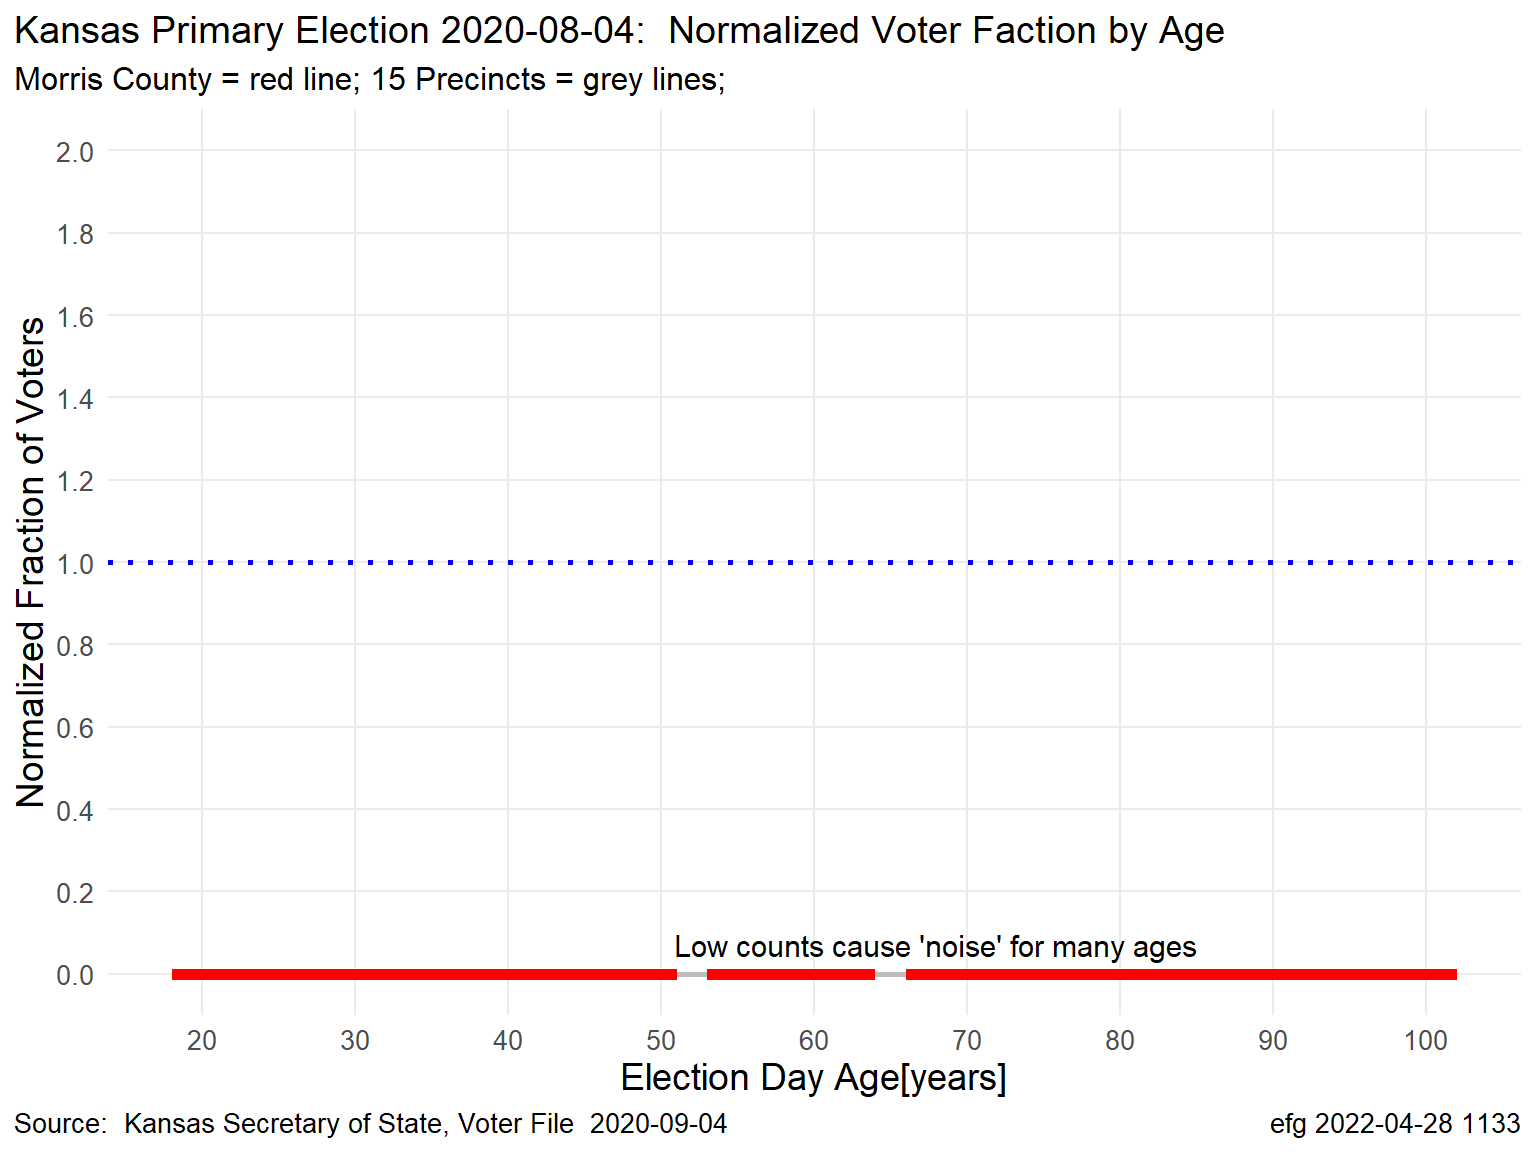 Kansas Primary Election 2020-08-04:  Normalized Voter Faction by Age
Morris County = red line; 15 Precincts = grey lines;
Normalized Fraction of Voters
2.0
1.8
1.6
1.4
1.2
1.0
0.8
0.6
0.4
0.2
0.0
Low counts cause 'noise' for many ages
20 30 40 50 60 70 80 90 100
Election Day Age[years]
Source:  Kansas Secretary of State, Voter File  2020-09-04
efg 2022-04-28 1133